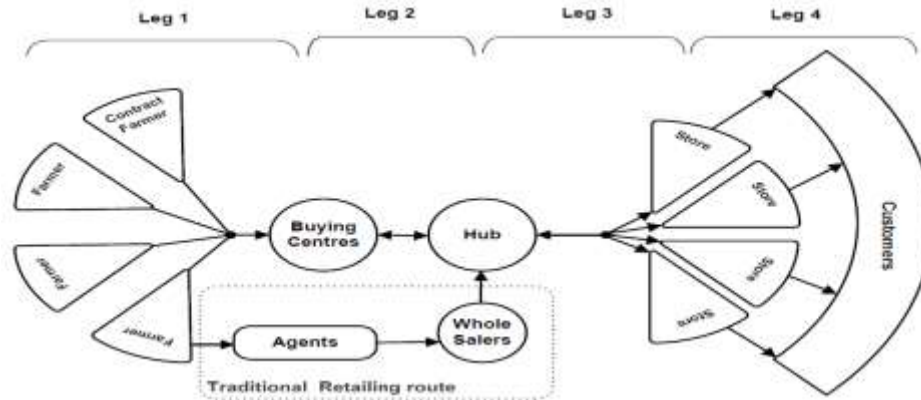 Leg 1
Leg 2
Leg 3
Leg 4
Contract
Farmer
Farmer
Farmer
Farmer
Buying
Centres
Hub
Agents
Whole
Salers
Traditional Retailing route
Store
Store
Store
Store
Customers